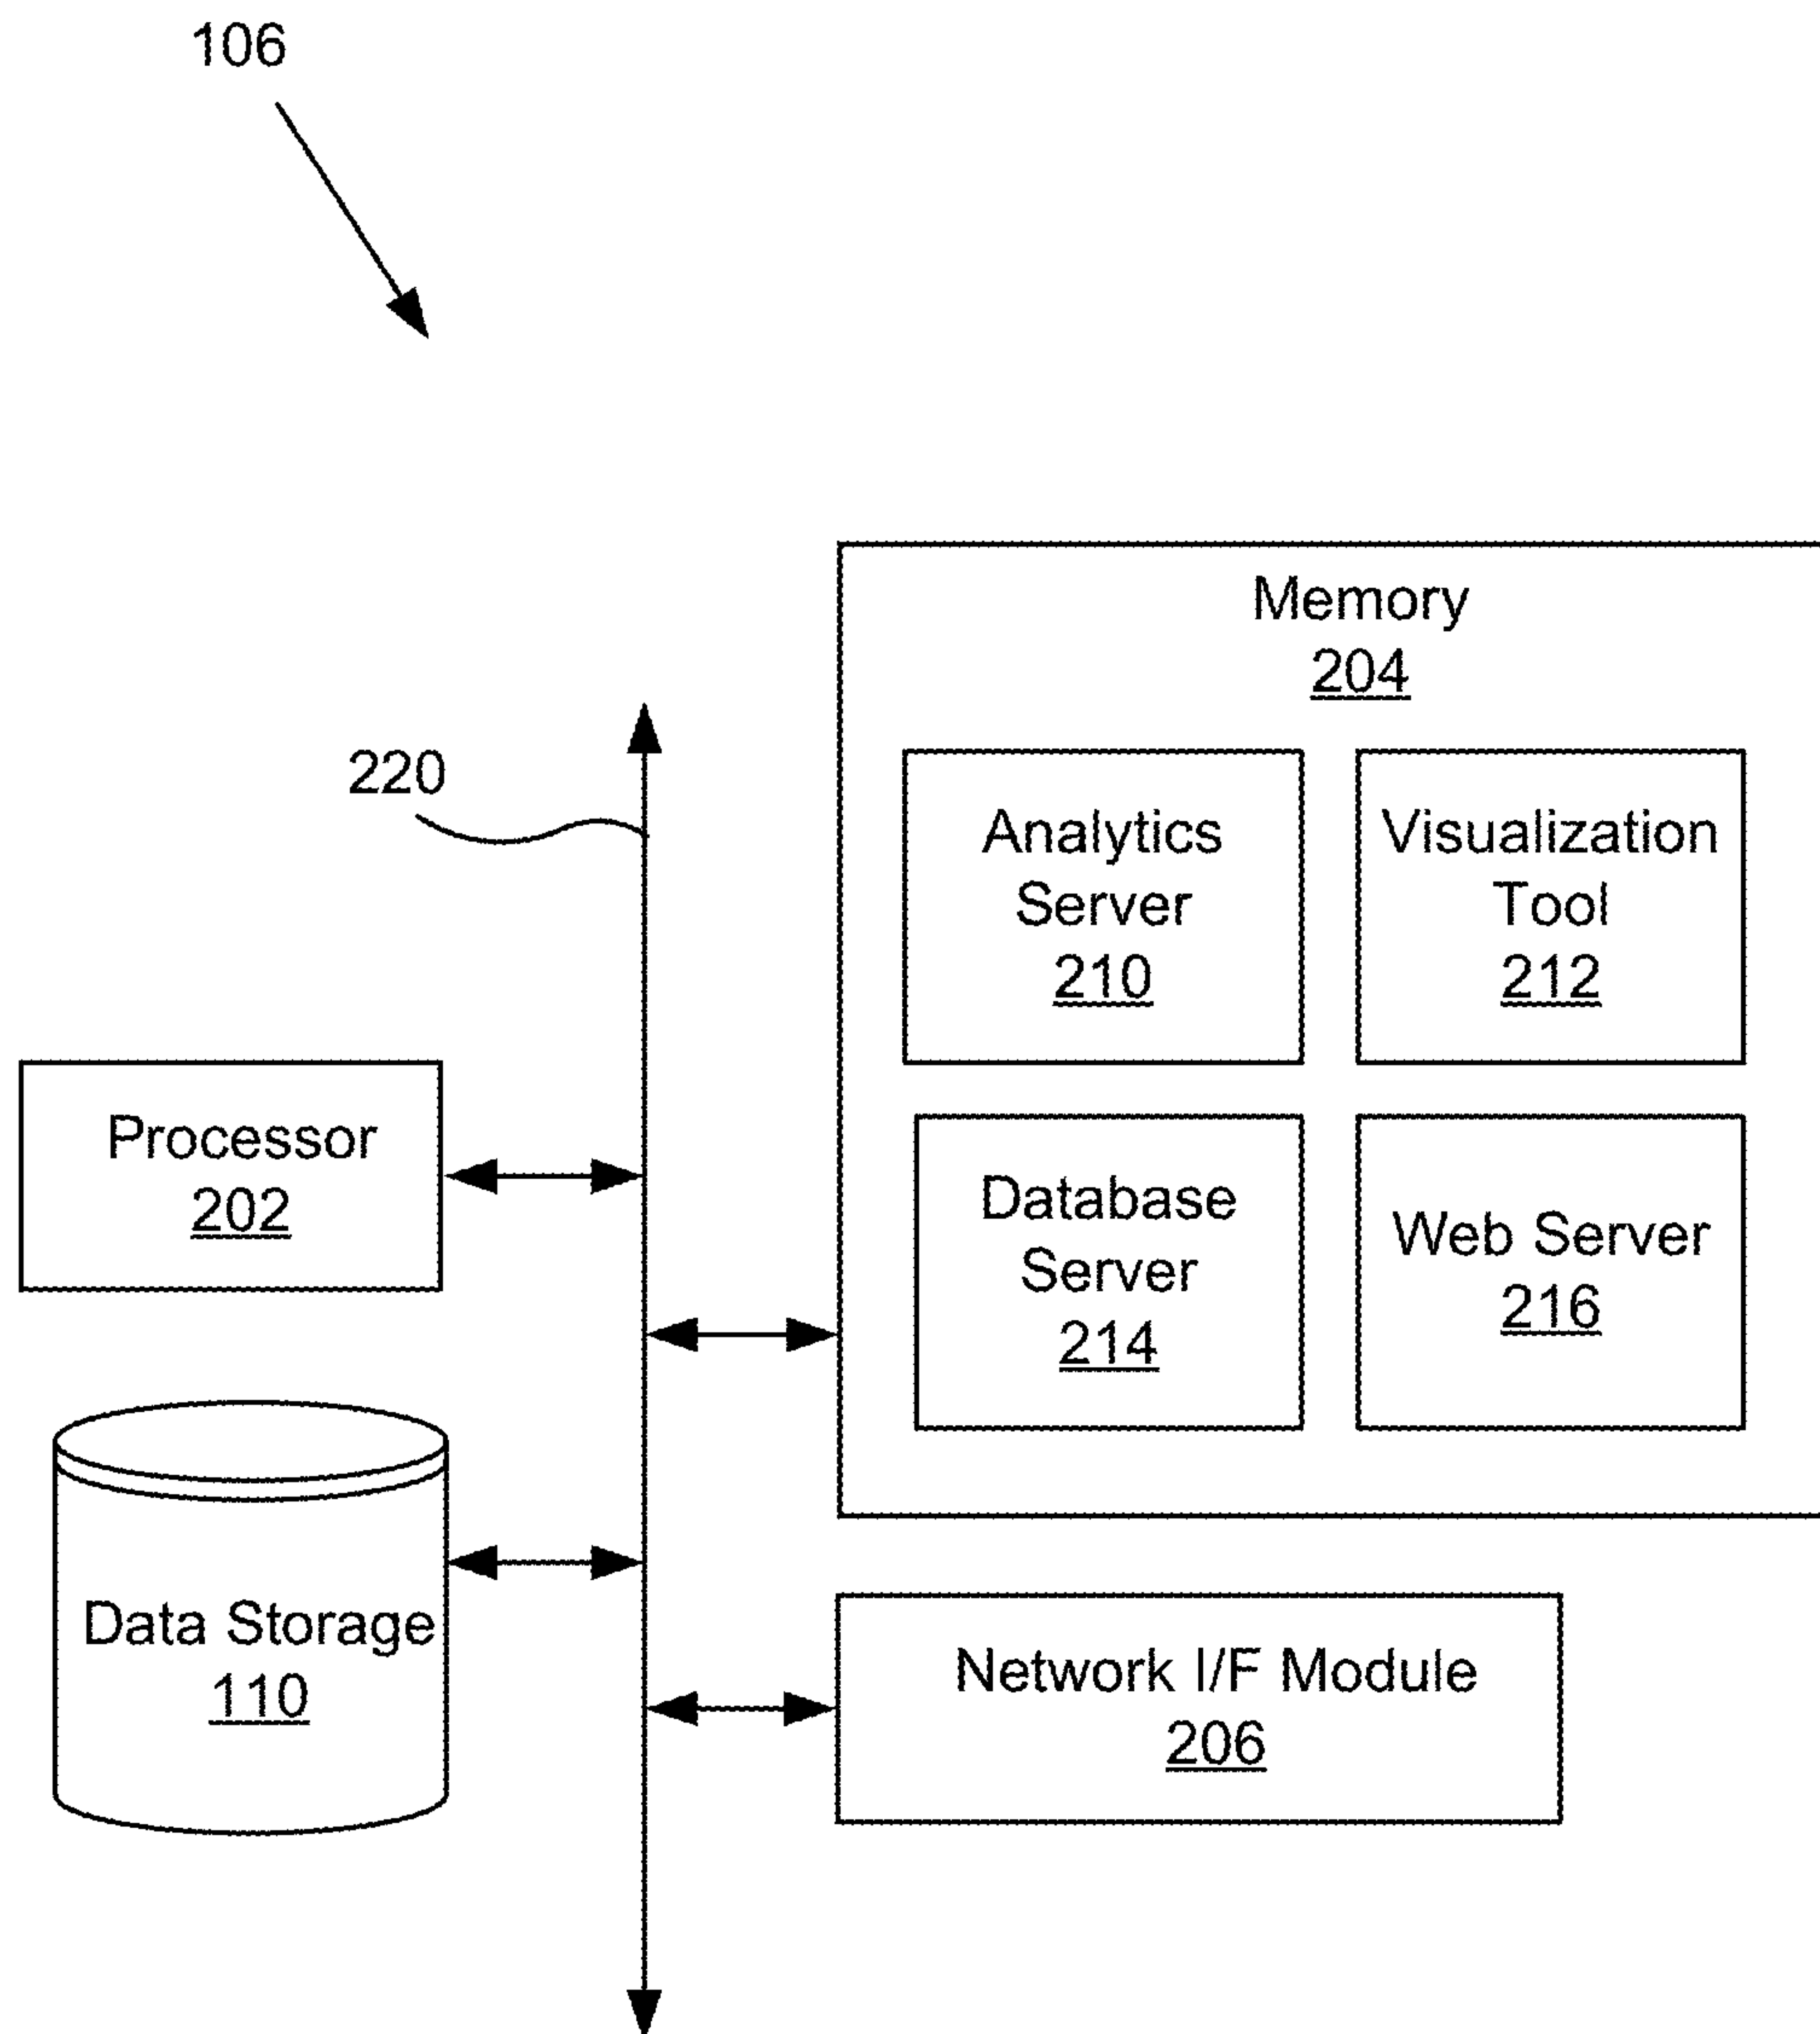 106
Memory
204
220
Analytics
Server
210
Visualization
Tool
212
Processor
202
Database
Server
214
Web Server
216
Data Storage
110
Network I/F Module
206